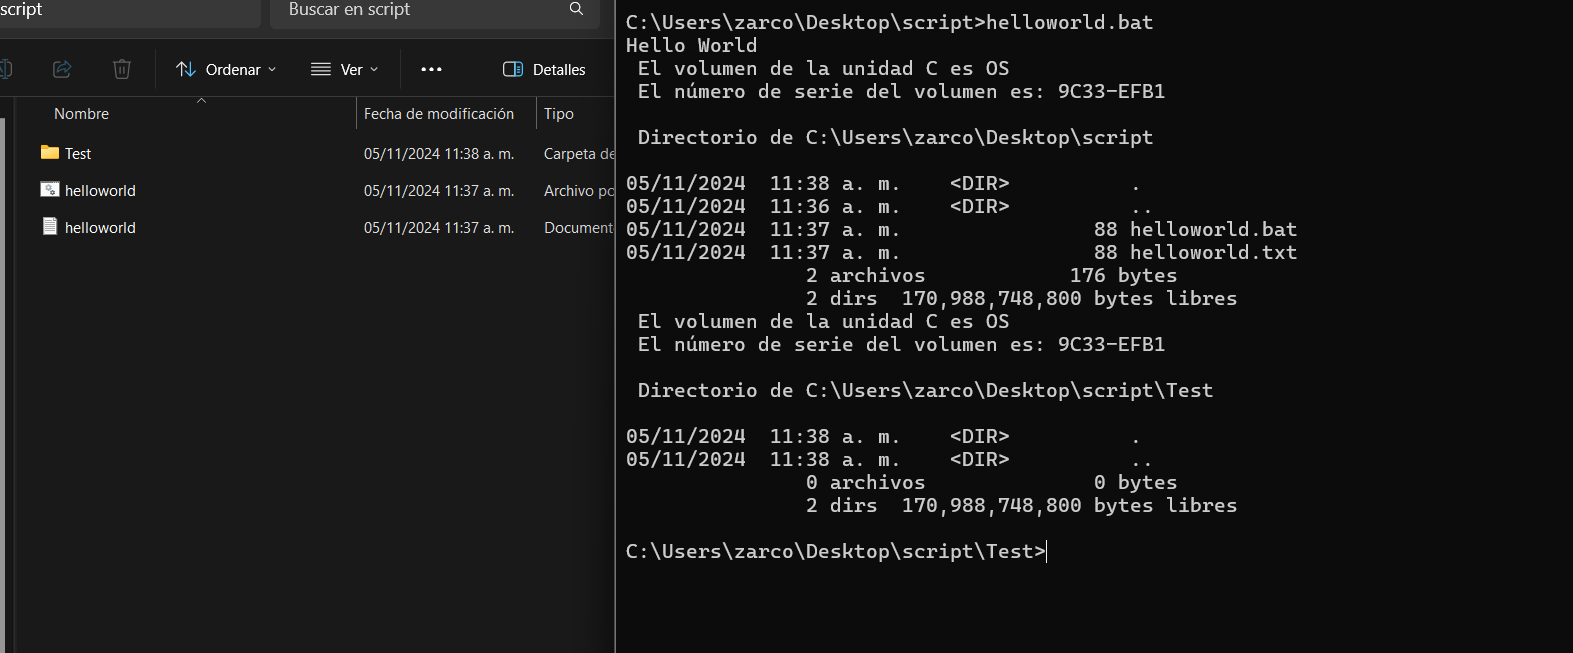 script
Buscar en script
Ordenar
Ver
Detalles
Nombre
Fecha de modificación
Tipo
Test
05/11/2024 11:38 a. m.
Carpeta de
helloworld
05/11/2024 11:37 a. m.
Archivo po
helloworld
05/11/2024 11:37 a. m.
Document
C:\Users\zarco\Desktop\script>helloworld.bat
Hello World
 El volumen de la unidad C es OS
 El número de serie del volumen es: 9C33-EFB1

 Directorio de C:\Users\zarco\Desktop\script

05/11/2024  11:38 a. m.    <DIR>          .
05/11/2024  11:36 a. m.    <DIR>          ..
05/11/2024  11:37 a. m.                88 helloworld.bat
05/11/2024  11:37 a. m.                88 helloworld.txt
               2 archivos            176 bytes
               2 dirs  170,988,748,800 bytes libres
 El volumen de la unidad C es OS
 El número de serie del volumen es: 9C33-EFB1

 Directorio de C:\Users\zarco\Desktop\script\Test

05/11/2024  11:38 a. m.    <DIR>          .
05/11/2024  11:38 a. m.    <DIR>          ..
               0 archivos              0 bytes
               2 dirs  170,988,748,800 bytes libres

C:\Users\zarco\Desktop\script\Test>